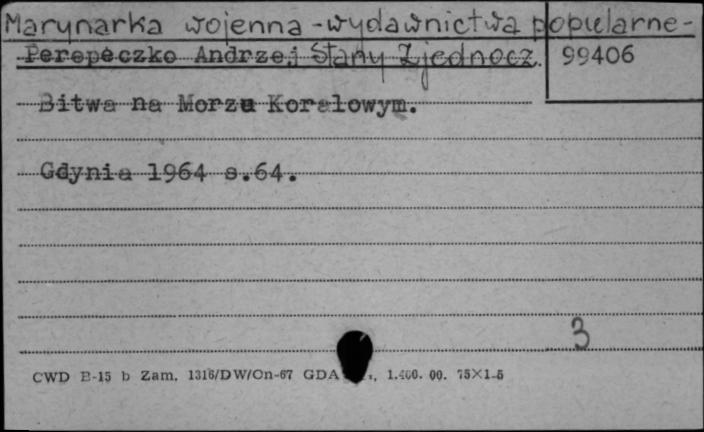 Marynarka wojenna - wydawnictwa popularne -
Perepeczko Andrzej Stany Zjednocz. 99406
Bitwa na Morzu Koralowym.
Gdynia 1964 s.64.
3
CWD B-15 b Zam. 1316/DW/On-67 GDA